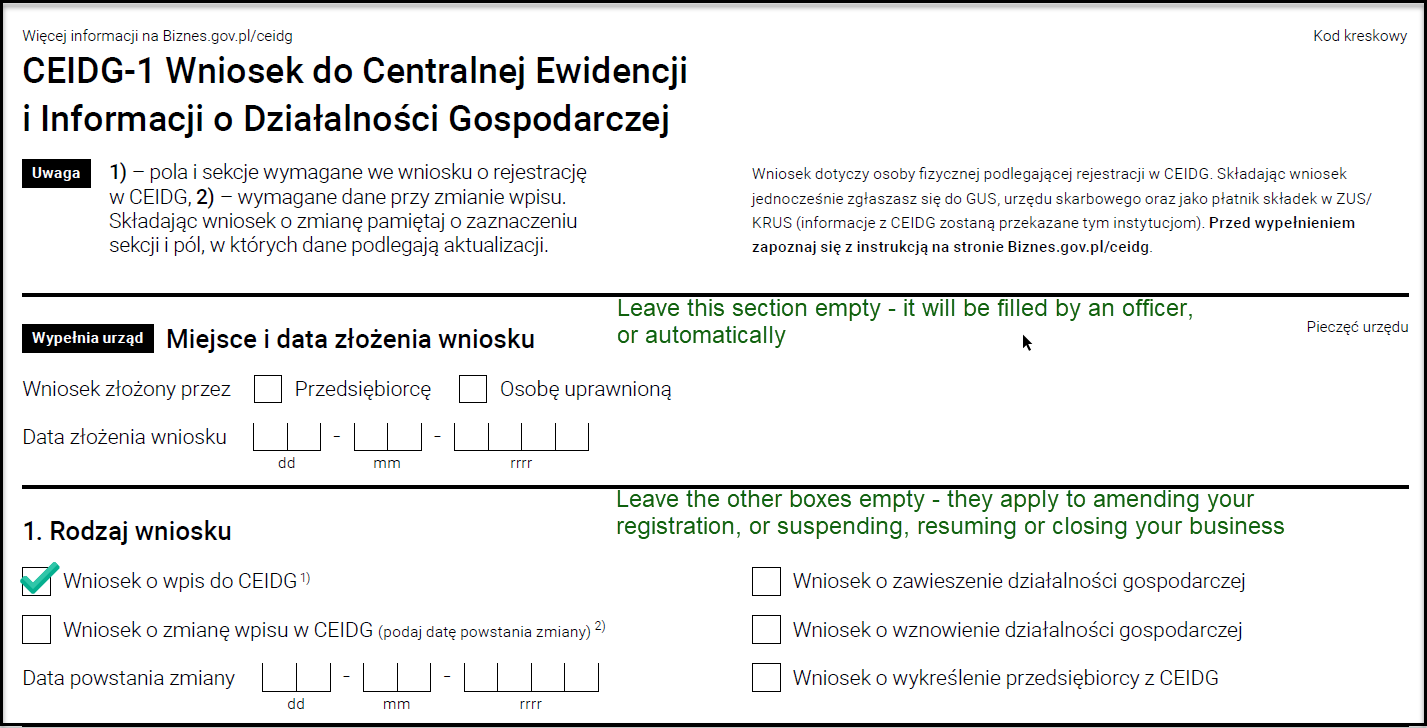 Więcej informacji na Biznes.gov.pl/ceidg
Kod kreskowy
CEIDG-1 Wniosek do Centralnej Ewidencji
i Informacji o Działalności Gospodarczej
Uwaga
1) – pola i sekcje wymagane we wniosku o rejestrację
w CEIDG, 2) – wymagane dane przy zmianie wpisu.
Składając wniosek o zmianę pamiętaj o zaznaczeniu
sekcji i pól, w których dane podlegają aktualizacji.
Wniosek dotyczy osoby fizycznej podlegającej rejestracji w CEIDG. Składając wniosek
jednocześnie zgłaszasz się do GUS, urzędu skarbowego oraz jako płatnik składek w ZUS/
KRUS (informacje z CEIDG zostaną przekazane tym instytucjom). Przed wypełnieniem
zapoznaj się z instrukcją na stronie Biznes.gov.pl/ceidg.
Leave this section empty - it will be filled by an officer,
or automatically
Wypełnia urząd
Miejsce i data złożenia wniosku
Pieczęć urzędu
Wniosek złożony przez Przedsiębiorcę Osobę uprawnioną
Data złożenia wniosku - -
dd mm rrrr
Leave the other boxes empty - they apply to amending your
registration, or suspending, resuming or closing your business
1. Rodzaj wniosku
Wniosek o wpis do CEIDG 1)
Wniosek o zmianę wpisu w CEIDG (podaj datę powstania zmiany) 2)
Data powstania zmiany - -
dd mm rrrr
Wniosek o zawieszenie działalności gospodarczej
Wniosek o wznowienie działalności gospodarczej
Wniosek o wykreślenie przedsiębiorcy z CEIDG